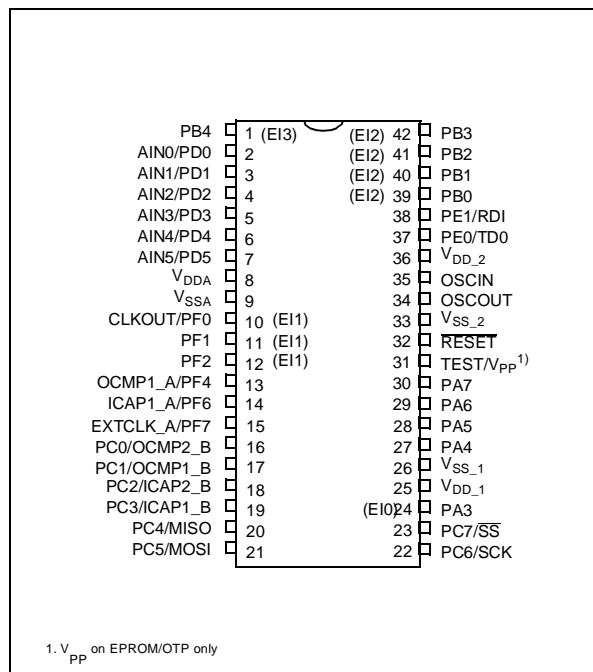 PB4 1 (EI3) (EI2) 42 PB3
AIN0/PD0 2 (EI2) 41 PB2
AIN1/PD1 3 (EI2) 40 PB1
AIN2/PD2 4 (EI2) 39 PB0
AIN3/PD3 5 38 PE1/RDI
AIN4/PD4 6 37 PE0/TD0
AIN5/PD5 7 36 VDD_2
VDDA 8 35 OSCIN
VSSA 9 34 OSCOUT
CLKOUT/PF0 10 (EI1) 33 VSS_2
PF1 11 (EI1) 32 RESET
PF2 12 (EI1) 31 TEST/VPP1)
OCMP1_A/PF4 13 30 PA7
ICAP1_A/PF6 14 29 PA6
EXTCLK_A/PF7 15 28 PA5
PC0/OCMP2_B 16 27 PA4
PC1/OCMP1_B 17 26 VSS_1
PC2/ICAP2_B 18 25 VDD_1
PC3/ICAP1_B 19 (EI0) 24 PA3
PC4/MISO 20 23 PC7/SS
PC5/MOSI 21 22 PC6/SCK
1. VPP on EPROM/OTP only